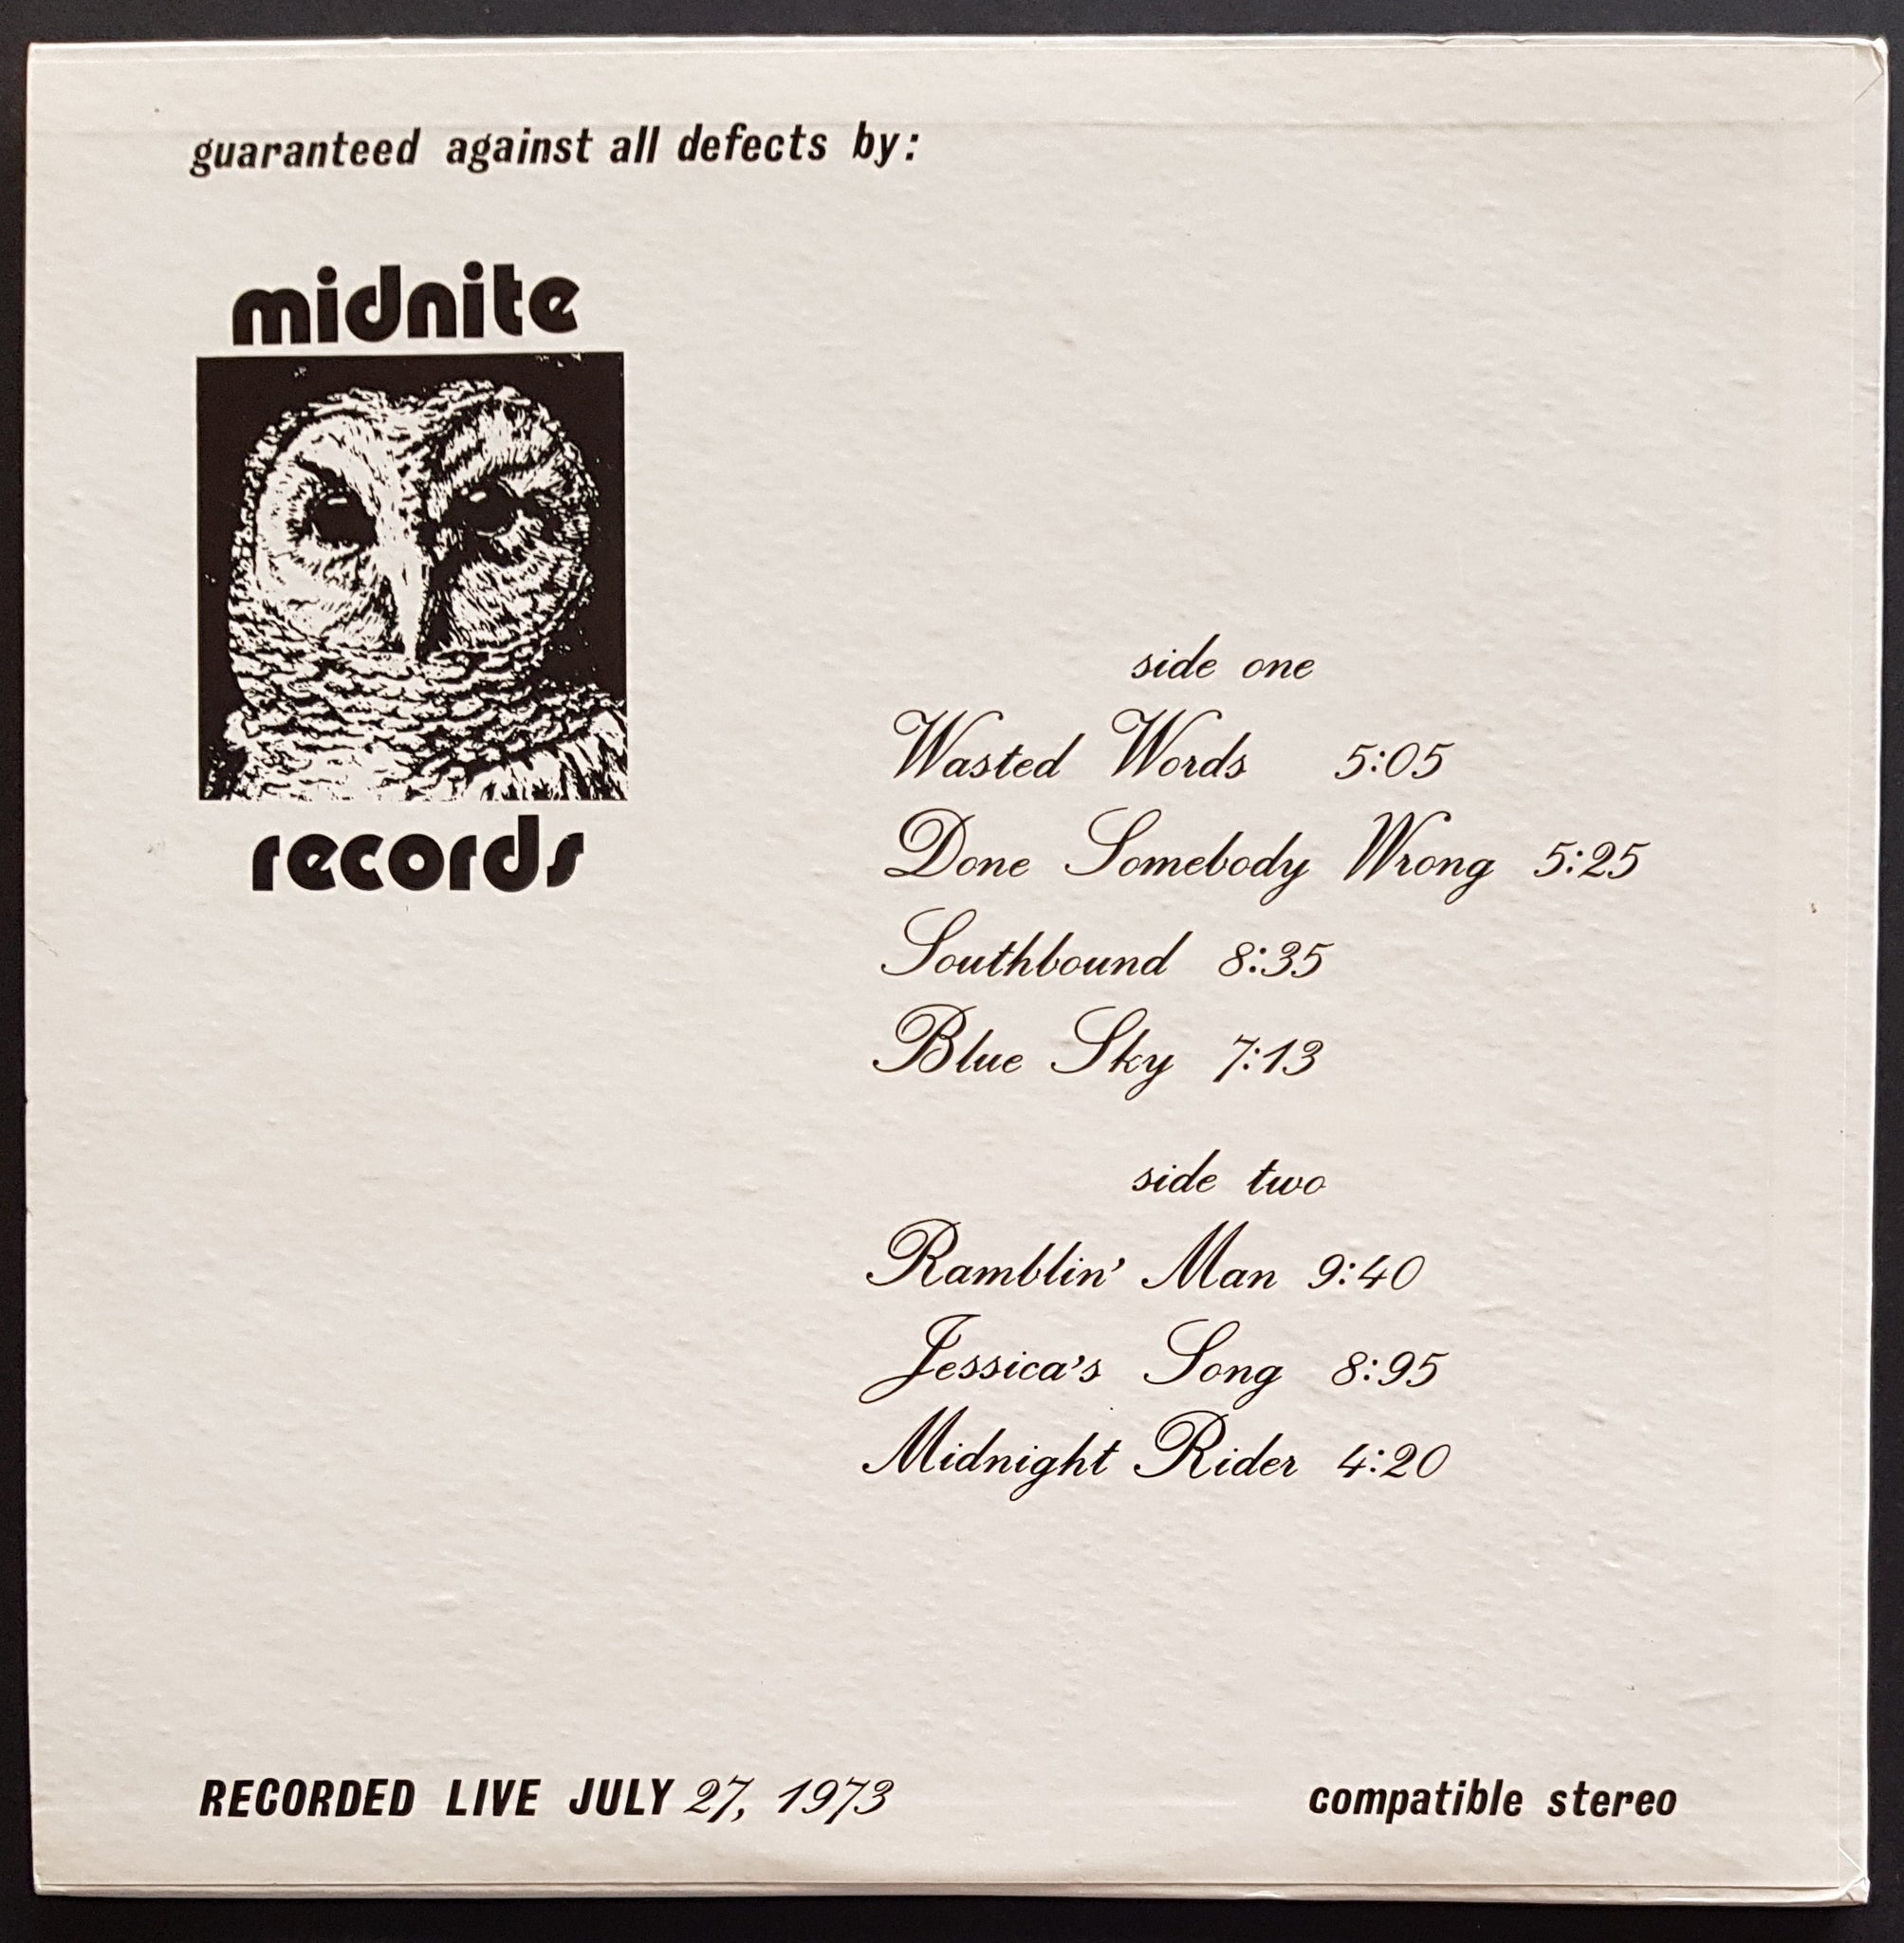 guaranteed against all defects by:
midnite
records
side one
Wasted Words 5:05
Done Somebody Wrong 5:25
Southbound 8:35
Blue Sky 7:13
side two
Ramblin' Man 9:40
Jessica's Song 8:95
Midnight Rider 4:20
RECORDED LIVE JULY 27, 1973
compatible stereo